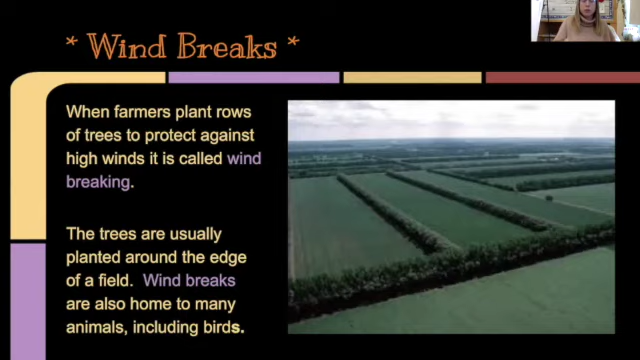 * Wind Breaks *
When farmers plant rows
of trees to protect against
high winds it is called wind
breaking.
The trees are usually
planted around the edge
of a field. Wind breaks
are also home to many
animals, including birds.